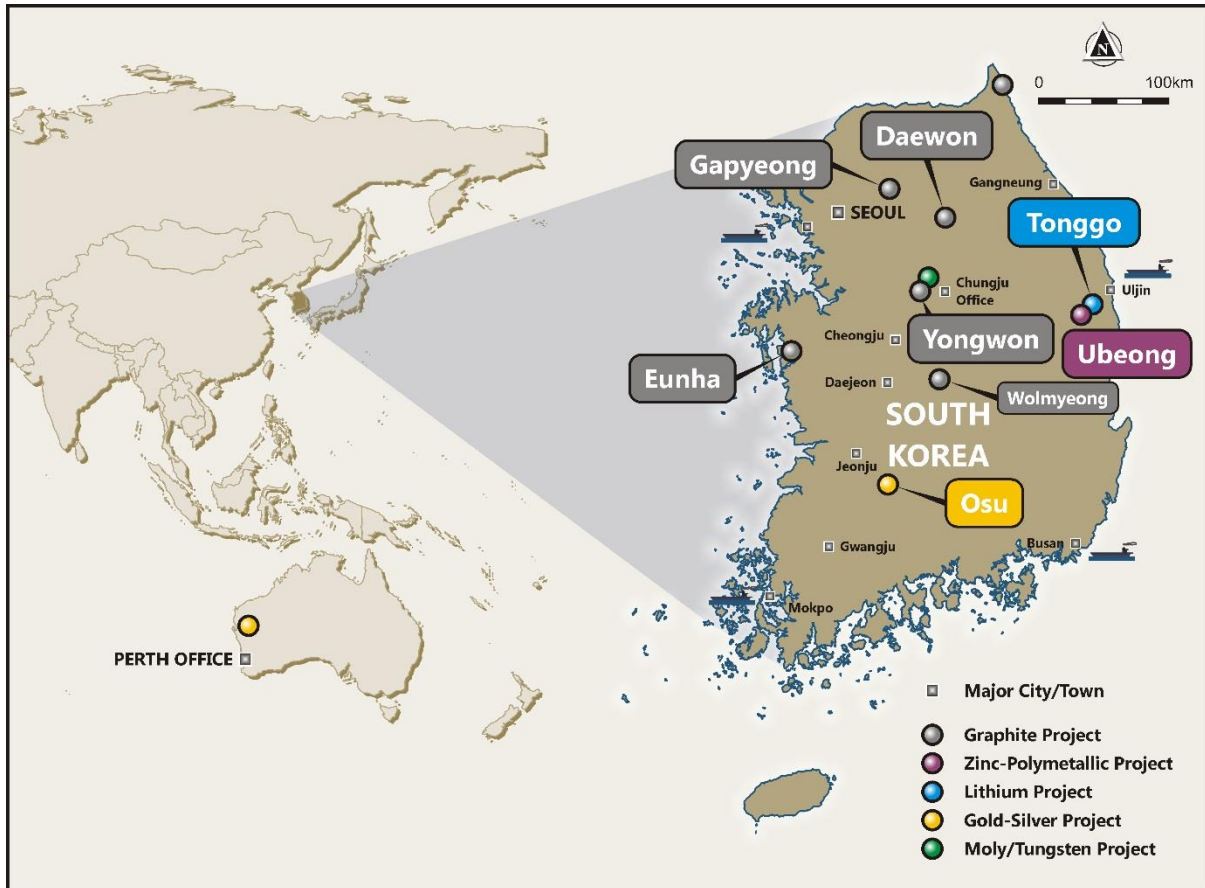 N
0 100km
Daewon
Gapyeong
Gangneung
SEOUL
Tonggo
Chungju
Office
Uljin
Yongwon
Cheongju
Ubeong
Eunha
Daejeon
Wolmyeong
SOUTH
KOREA
Jeonju
Osu
Gwangju
Busan
Mokpo
PERTH OFFICE
Major City/Town
Graphite Project
Zinc-Polymetallic Project
Lithium Project
Gold-Silver Project
Moly/Tungsten Project